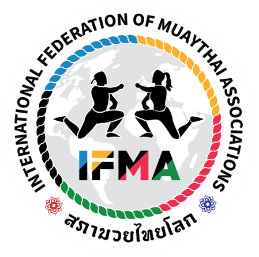 INTERNATIONAL FEDERATION OF MUAYTHAI ASSOCIATIONS
IFMA
สภามวยไทยโลก